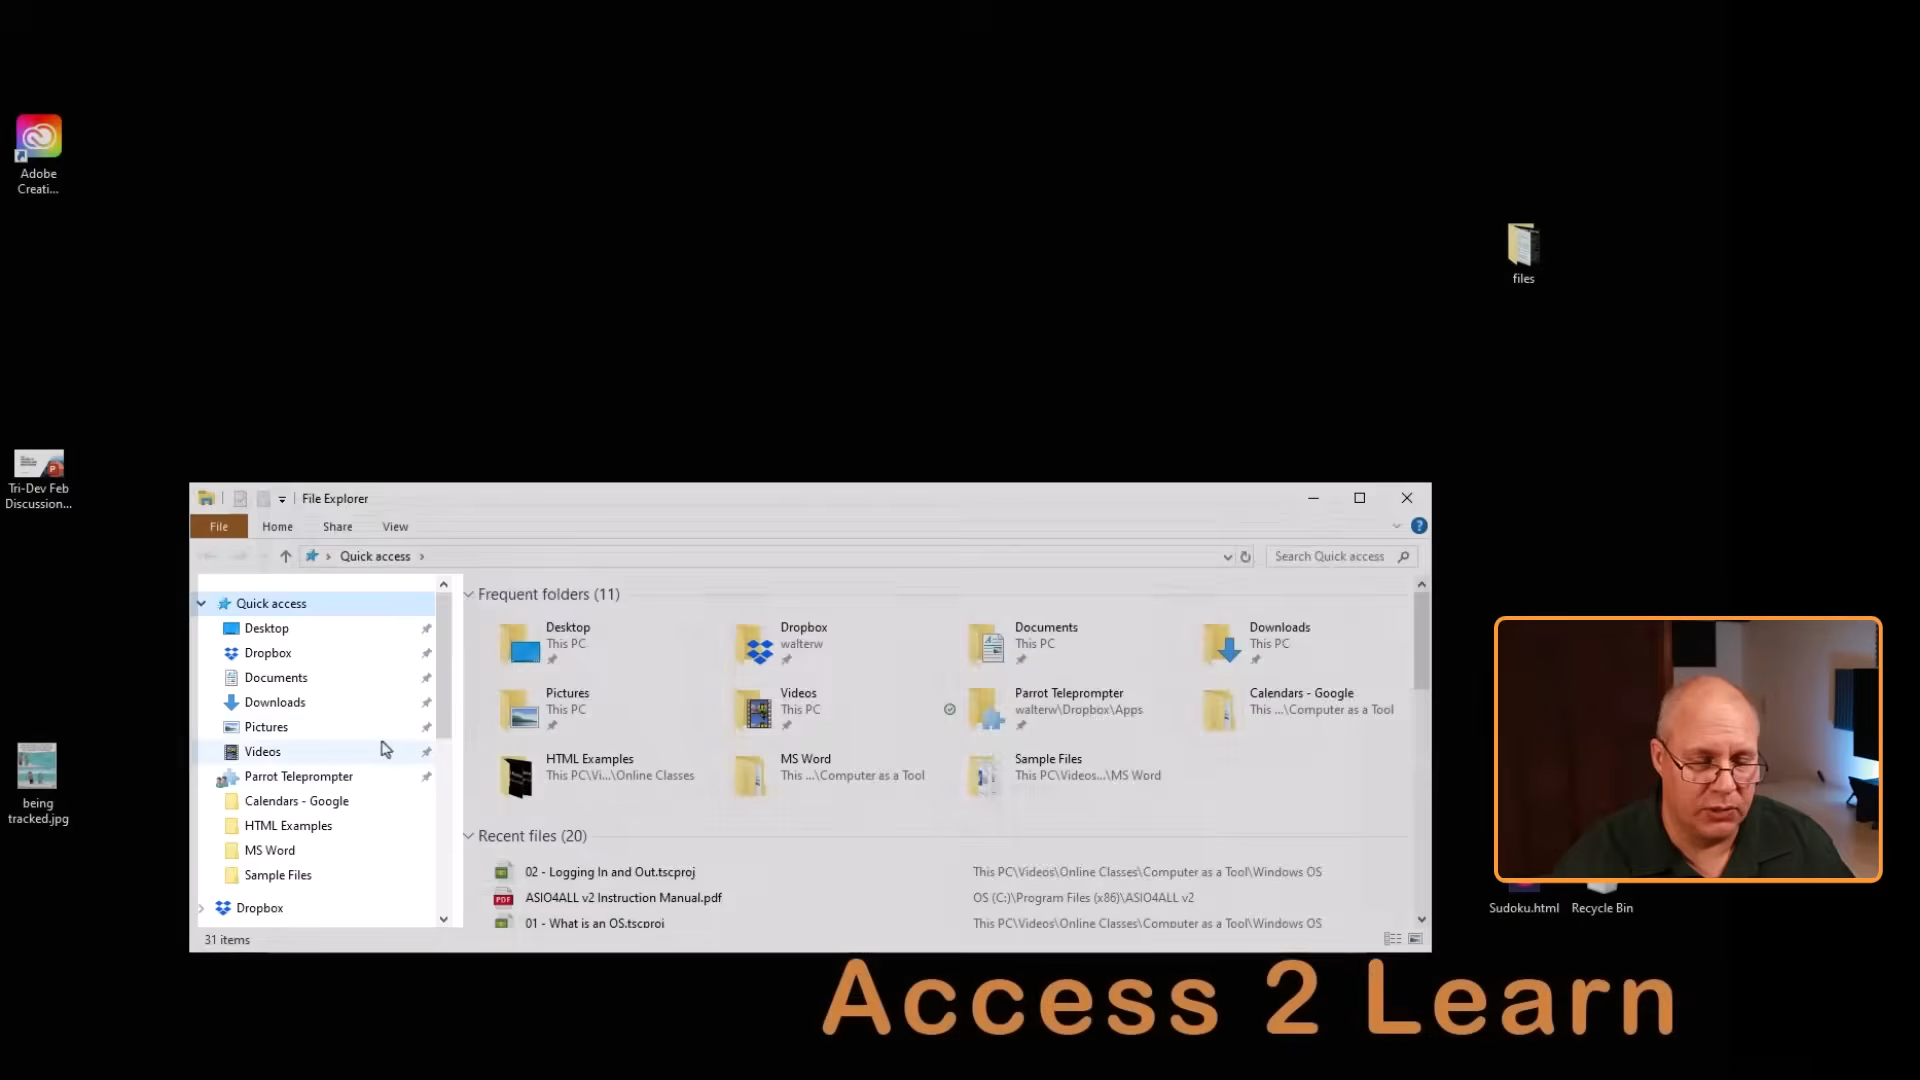 Adobe
Creati...
files
Tri-Dev Feb
Discussion...
being
tracked.jpg
File Explorer
File
Home
Share
View
Quick access
Search Quick access
Quick access
Desktop
Dropbox
Documents
Downloads
Pictures
Videos
Parrot Teleprompter
Calendars - Google
HTML Examples
MS Word
Sample Files
Dropbox
31 items
Frequent folders (11)
Desktop
This PC
Dropbox
walterw
Documents
This PC
Downloads
This PC
Pictures
This PC
Videos
This PC
Parrot Teleprompter
walterw\Dropbox\Apps
Calendars - Google
This ...\Computer as a Tool
HTML Examples
This PC\Vi...\Online Classes
MS Word
This ...\Computer as a Tool
Sample Files
This PC\Videos...\MS Word
Recent files (20)
02 - Logging In and Out.tscproj
This PC\Videos\Online Classes\Computer as a Tool\Windows OS
PDF
ASIO4ALL v2 Instruction Manual.pdf
OS (C:)\Program Files (x86)\ASIO4ALL v2
01 - What is an OS.tscproj
This PC\Videos\Online Classes\Computer as a Tool\Windows OS
Sudoku.html
Recycle Bin
Access 2 Learn